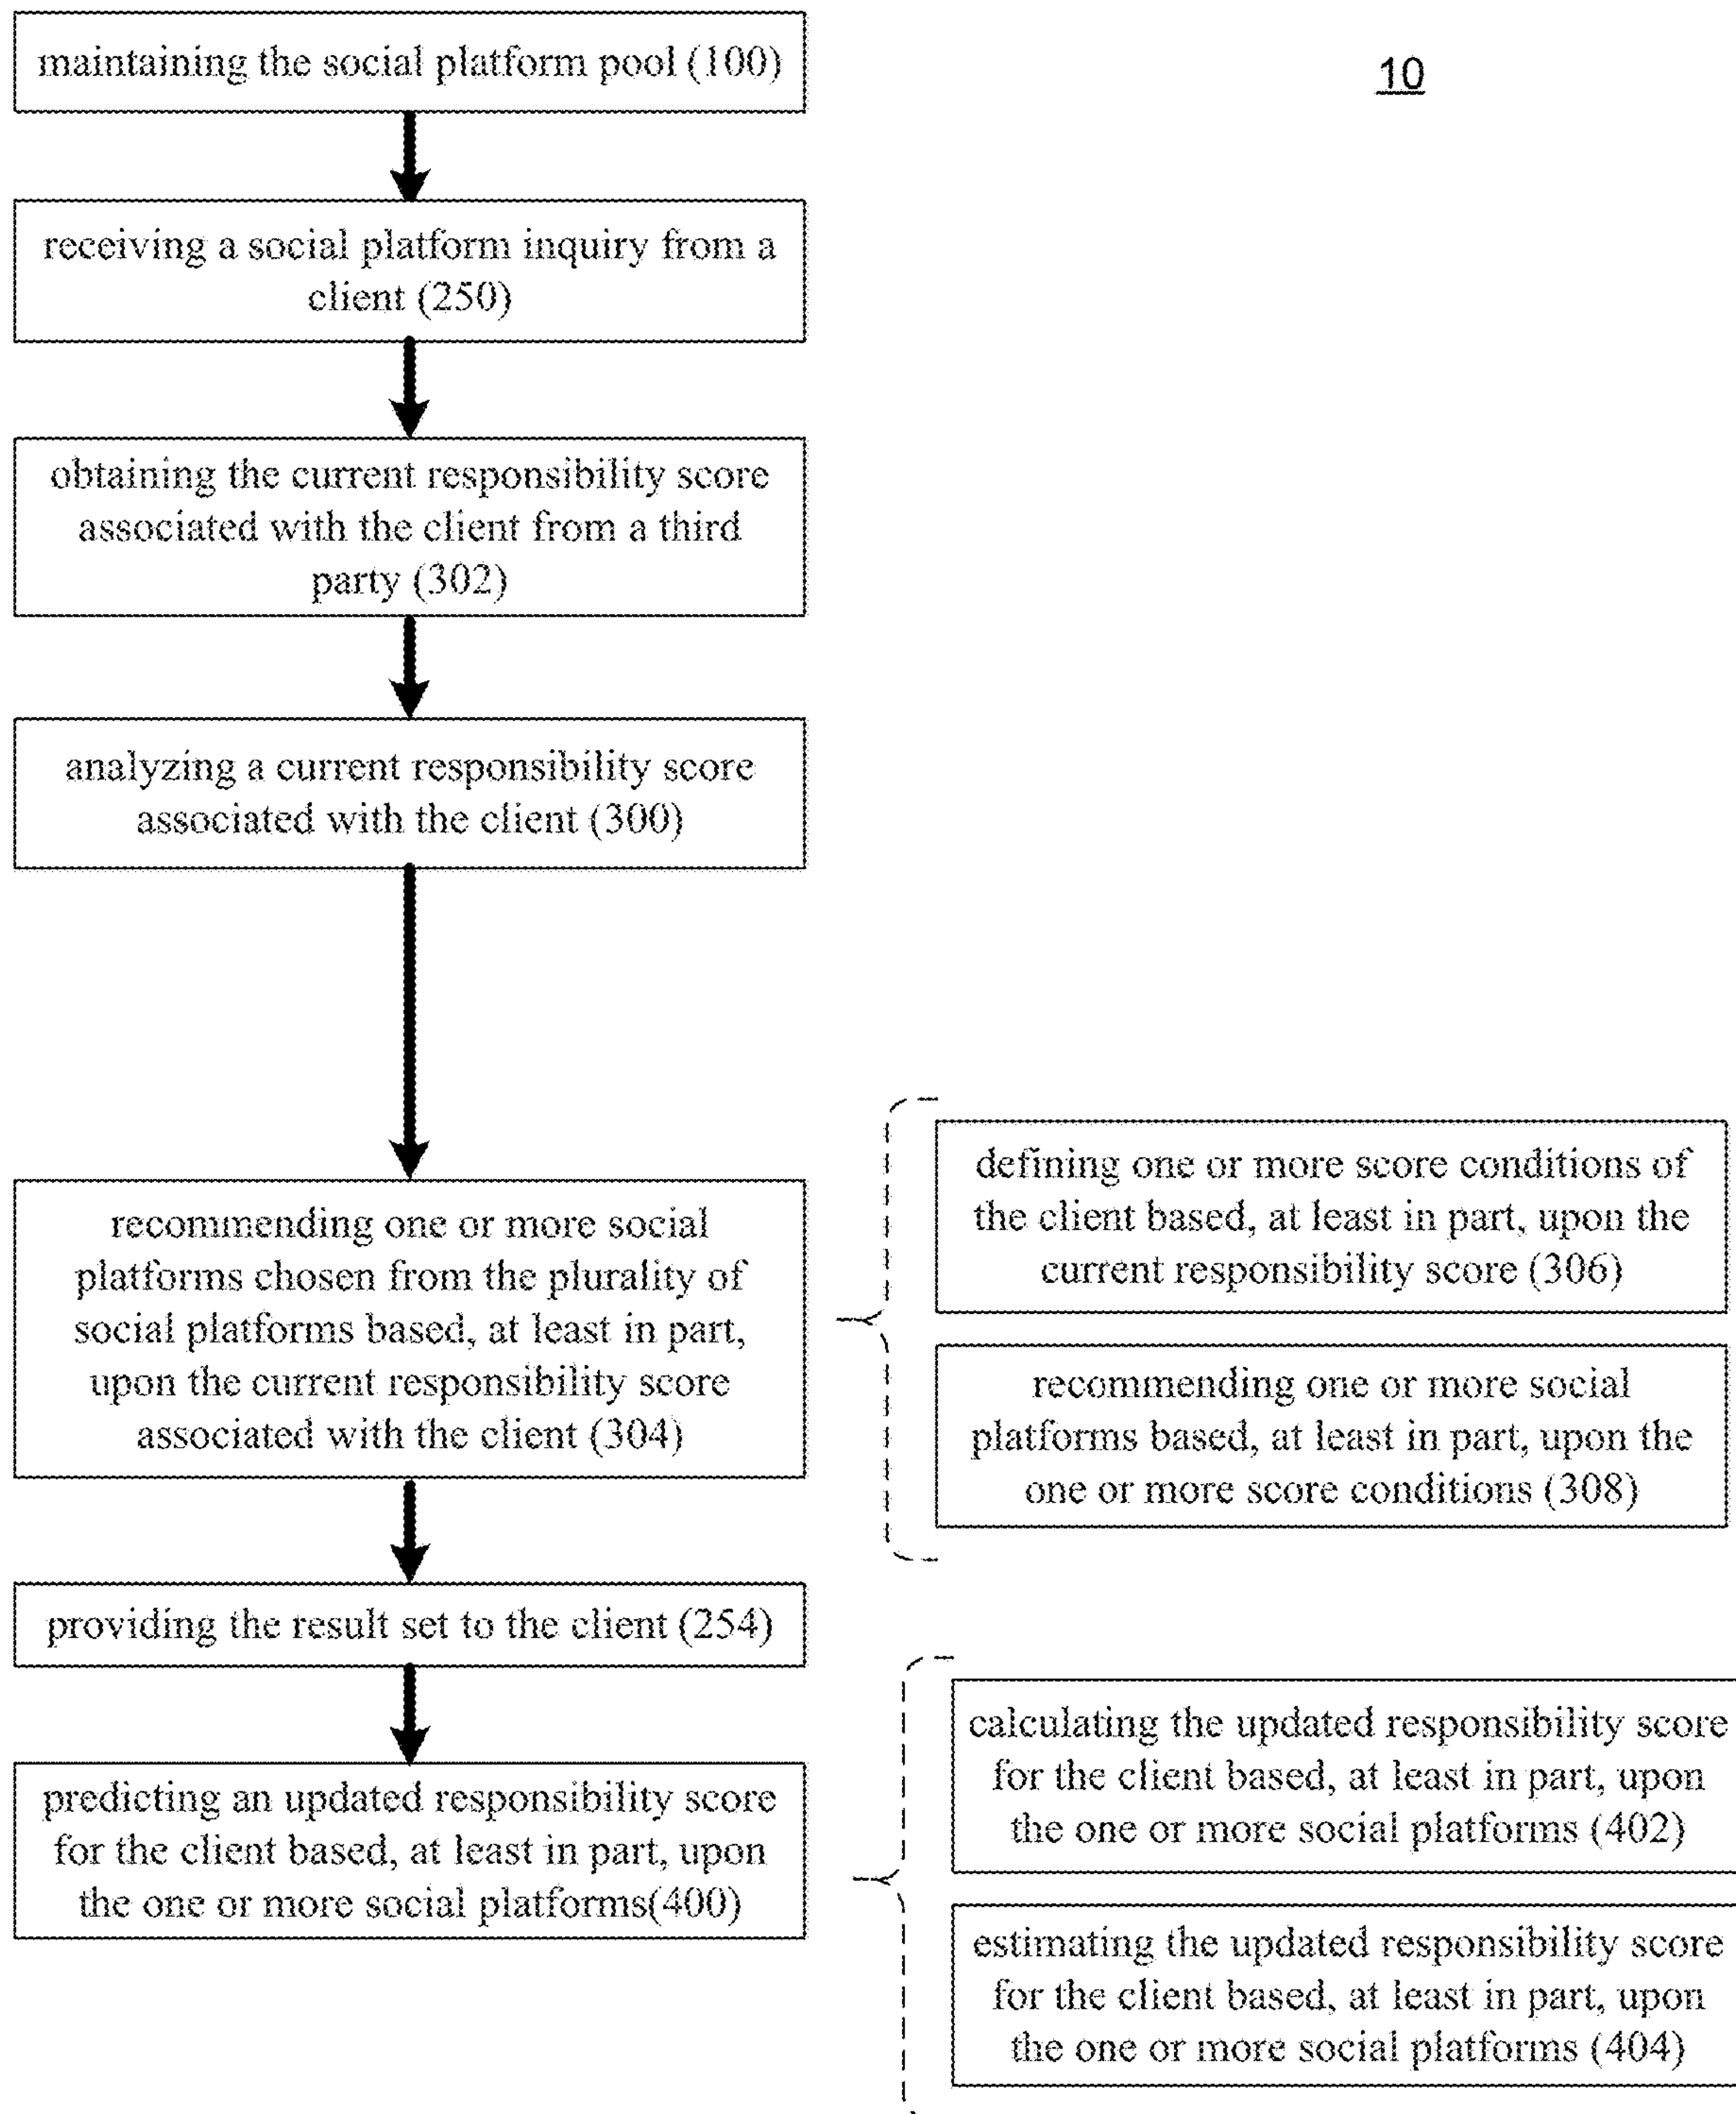 maintaining the social platform pool (100)
10
receiving a social platform inquiry from a
client (250)
obtaining the current responsibility score
associated with the client from a third
party (302)
analyzing a current responsibility score
associated with the client (300)
recommending one or more social
platforms chosen from the plurality of
social platforms based, at least in part,
upon the current responsibility score
associated with the client (304)
defining one or more score conditions of
the client based, at least in part, upon the
current responsibility score (306)
recommending one or more social
platforms based, at least in part, upon the
one or more score conditions (308)
providing the result set to the client (254)
predicting an updated responsibility score
for the client based, at least in part, upon
the one or more social platforms(400)
calculating the updated responsibility score
for the client based, at least in part, upon
the one or more social platforms (402)
estimating the updated responsibility score
for the client based, at least in part, upon
the one or more social platforms (404)